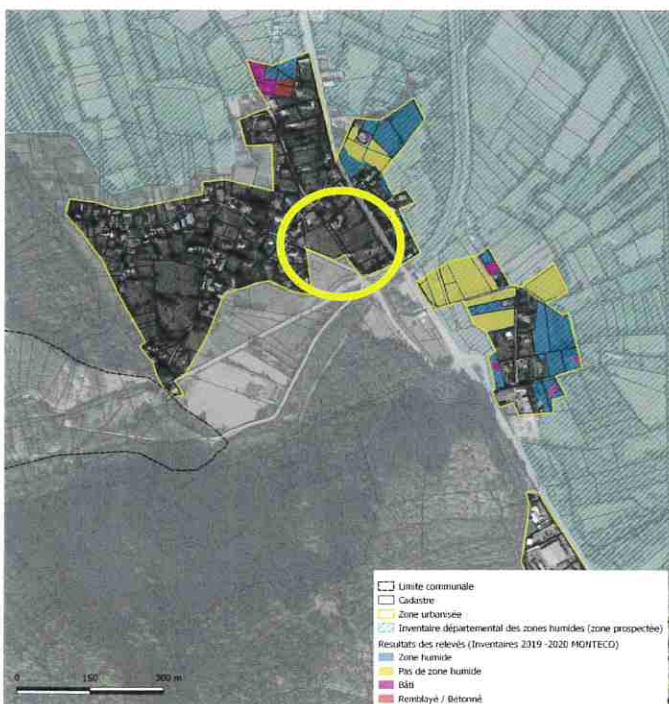 0 150 300 m
Limite communale
Cadastre
Zone urbanisée
Inventaire départemental des zones humides (zone prospectée)
Résultats des relevés (Inventaires 2019 -2020 MONTECO)
Zone humide
Pas de zone humide
Bâti
Remblayé / Bétonné